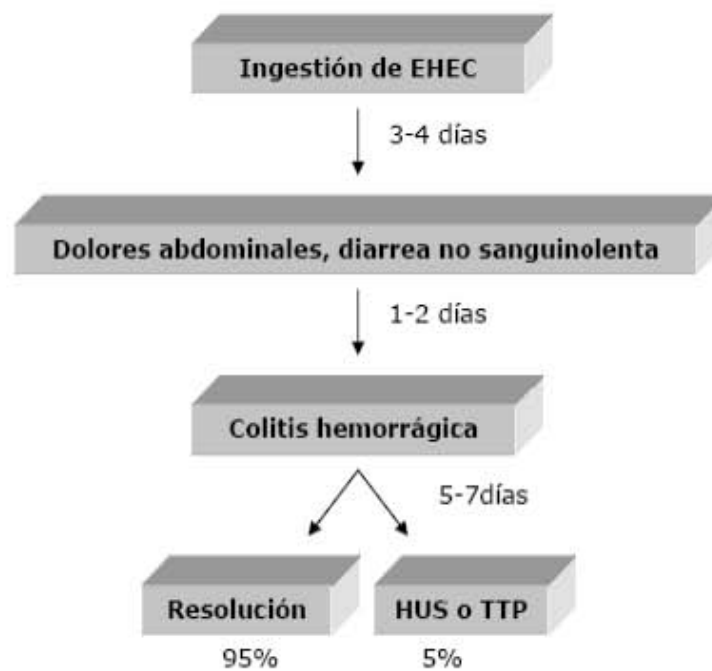 Ingestión de EHEC
3-4 días
Dolores abdominales, diarrea no sanguinolenta
1-2 días
Colitis hemorrágica
5-7días
Resolución
HUS o TTP
95%
5%